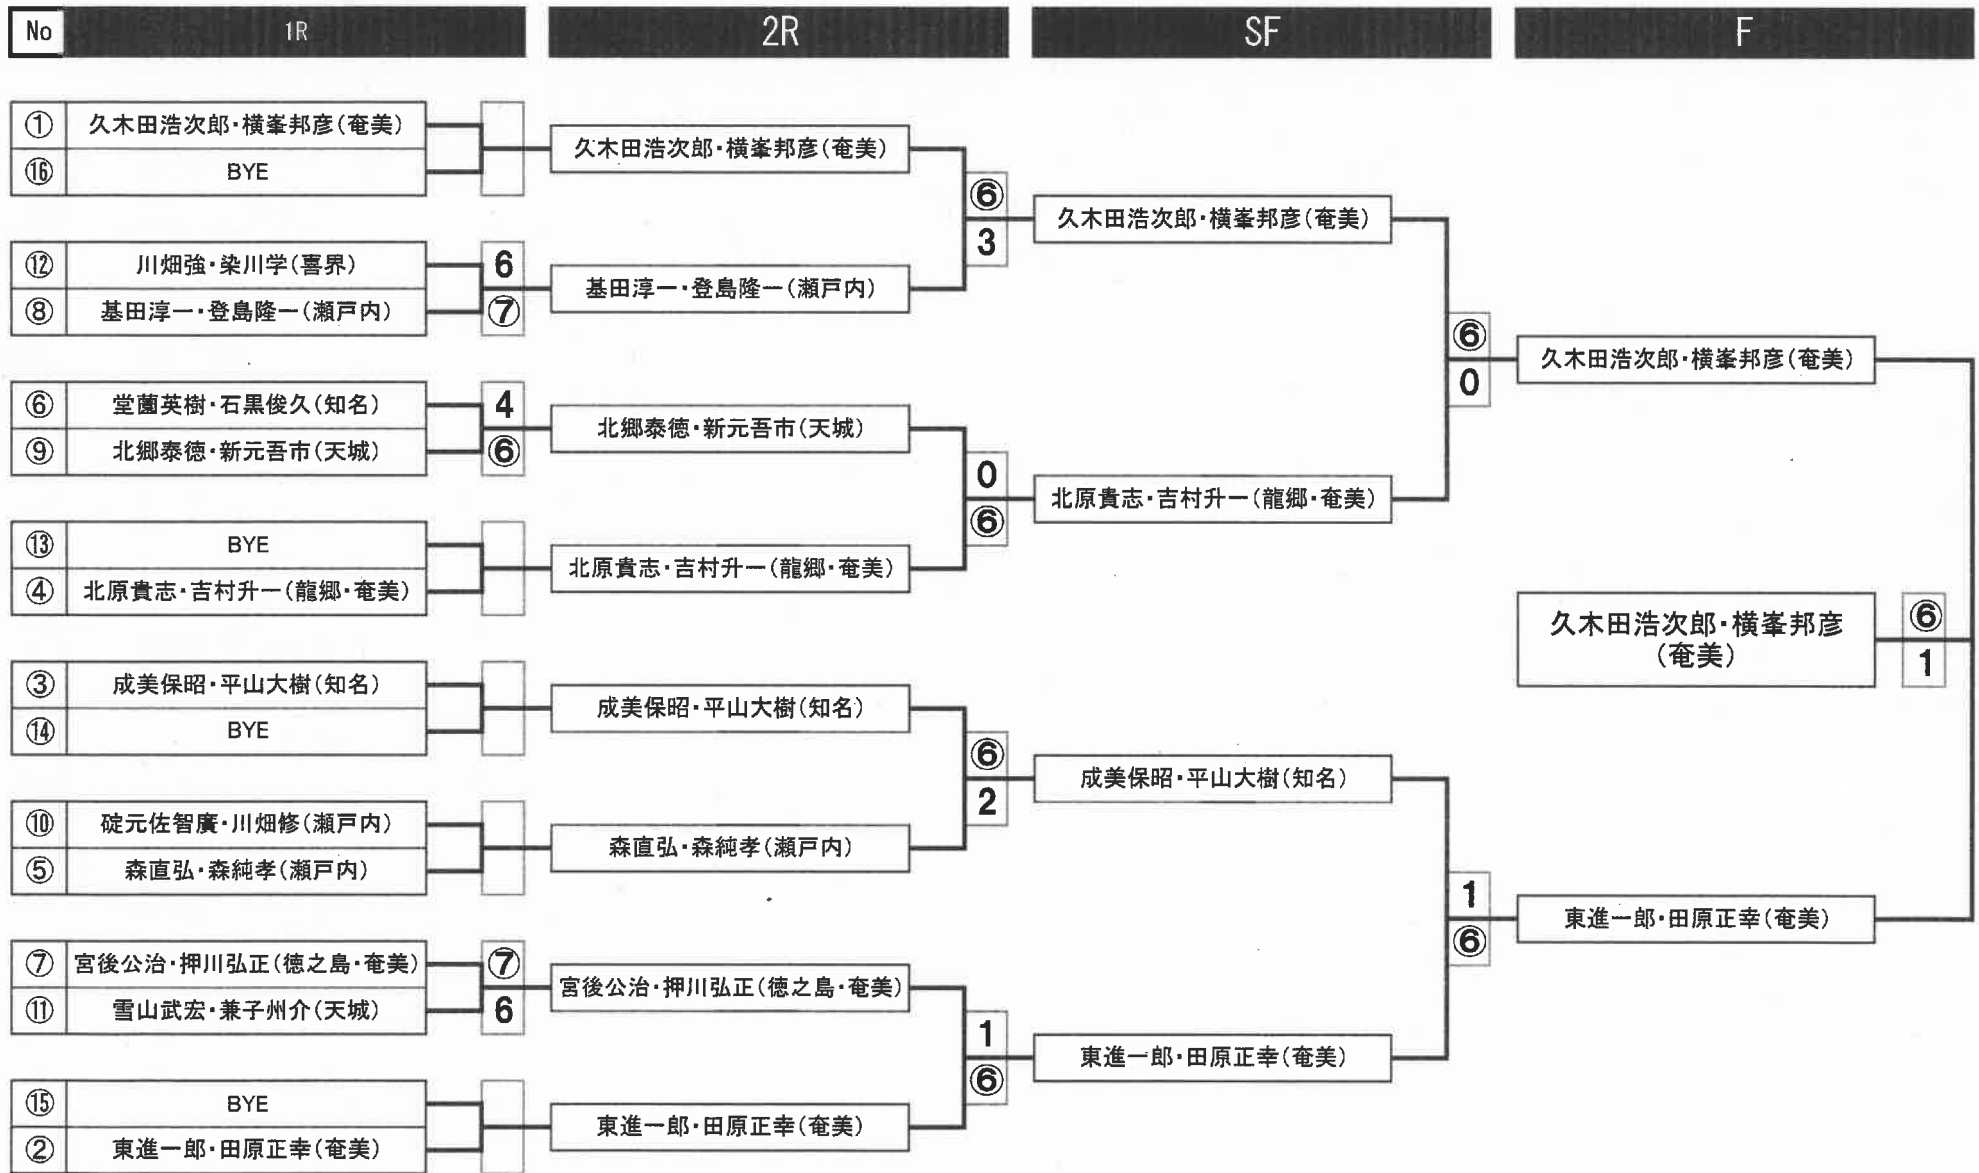 No 1R 2R SF F
① 久木田浩次郎・横峯邦彦(奄美)
⑯ BYE
久木田浩次郎・横峯邦彦(奄美)
⑥
3
久木田浩次郎・横峯邦彦(奄美)
⑫ 川畑強・染川学(喜界) 6
⑧ 基田淳一・登島隆一(瀬戸内) ⑦
基田淳一・登島隆一(瀬戸内)
⑥
0
久木田浩次郎・横峯邦彦(奄美)
⑥ 堂薗英樹・石黒俊久(知名) 4
⑨ 北郷泰徳・新元吾市(天城) ⑥
北郷泰徳・新元吾市(天城)
0
⑥
北原貴志・吉村升一(龍郷・奄美)
⑬ BYE
④ 北原貴志・吉村升一(龍郷・奄美)
北原貴志・吉村升一(龍郷・奄美)
久木田浩次郎・横峯邦彦
(奄美)
⑥
1
③ 成美保昭・平山大樹(知名)
⑭ BYE
成美保昭・平山大樹(知名)
⑥
2
成美保昭・平山大樹(知名)
⑩ 碇元佐智廣・川畑修(瀬戸内)
⑤ 森直弘・森純孝(瀬戸内)
森直弘・森純孝(瀬戸内)
1
⑥
東進一郎・田原正幸(奄美)
⑦ 宮後公治・押川弘正(徳之島・奄美) ⑦
⑪ 雪山武宏・兼子州介(天城) 6
宮後公治・押川弘正(徳之島・奄美)
1
⑥
東進一郎・田原正幸(奄美)
⑮ BYE
② 東進一郎・田原正幸(奄美)
東進一郎・田原正幸(奄美)